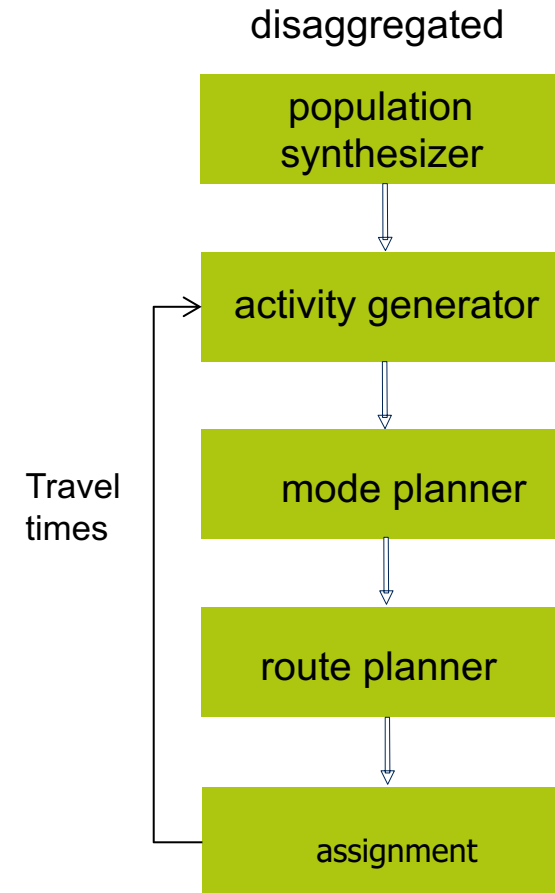 disaggregated
population
synthesizer
activity generator
mode planner
Travel
times
route planner
assignment